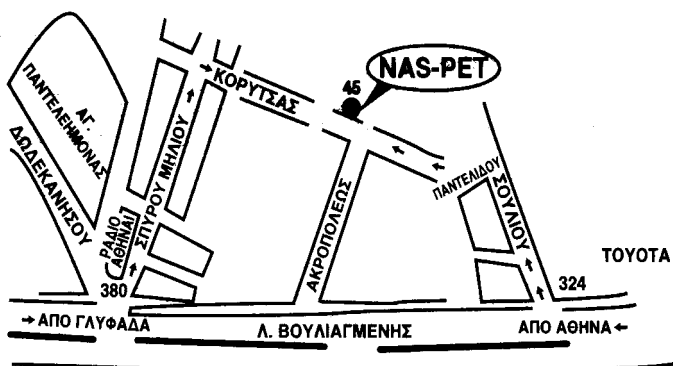 45
NAS-PET
ΚΟΡΥΤΣΑΣ
ΑΓ.
ΠΑΝΤΕΛΕΗΜΟΝΑΣ
ΔΩΔΕΚΑΝΗΣΟΥ
ΡΑΔΙΟ
ΑΘΗΝΑΙ
ΣΠΥΡΟΥ ΜΗΛΙΟΥ
ΑΚΡΟΠΟΛΕΩΣ
ΠΑΝΤΕΛΙΔΟΥ
ΣΟΥΛΙΟΥ
TOYOTA
380
324
→ΑΠΟ ΓΛΥΦΑΔΑ
Λ. ΒΟΥΛΙΑΓΜΕΝΗΣ
ΑΠΟ ΑΘΗΝΑ←